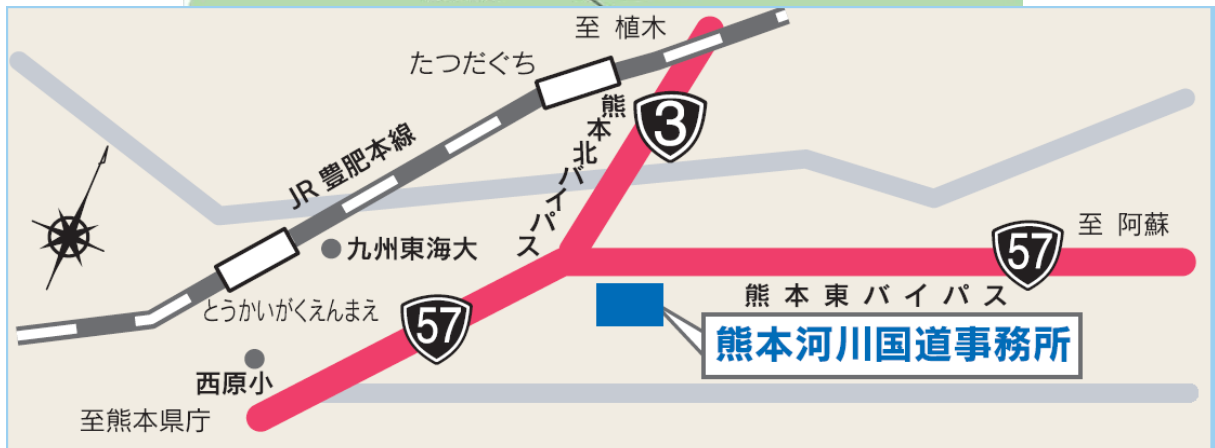 至 植木
たつだぐち
熊本北バイパス
3
JR 豊肥本線
至 阿蘇
57
九州東海大
とうかいがくえんまえ
57
熊本東バイパス
熊本河川国道事務所
西原小
至熊本県庁